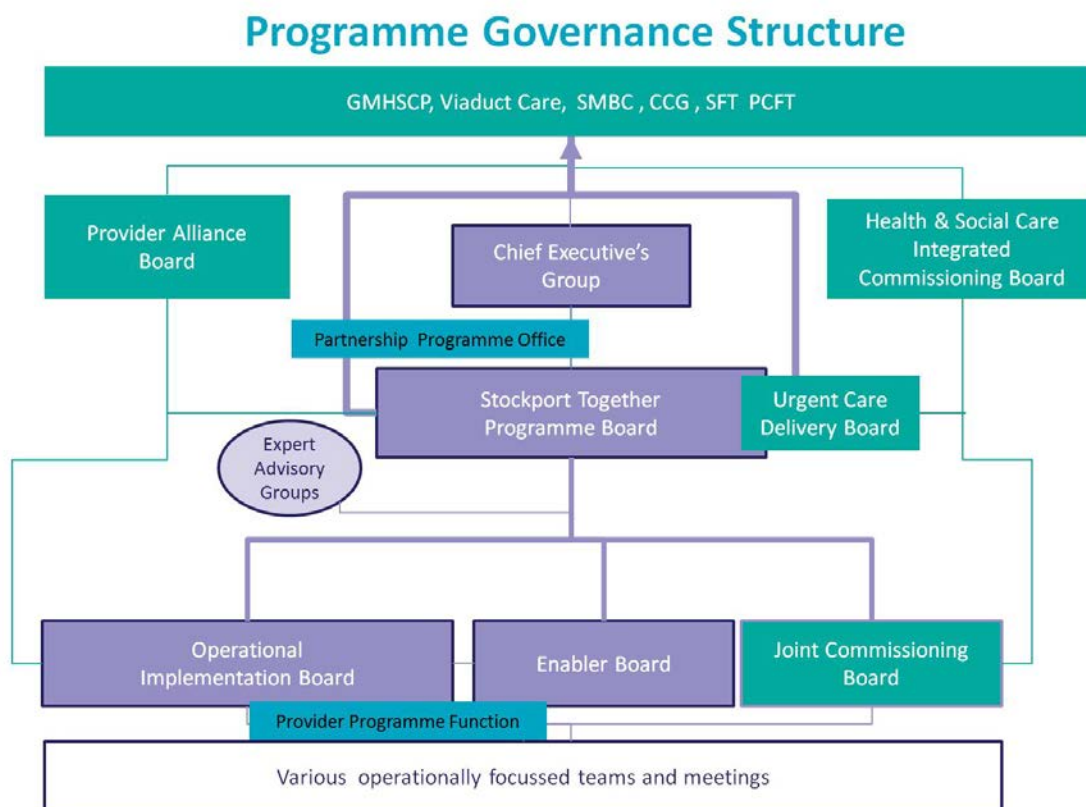 Programme Governance Structure
GMHSCP, Viaduct Care, SMBC , CCG , SFT PCFT
Provider Alliance
Board
Chief Executive's
Group
Health & Social Care
Integrated
Commissioning Board
Partnership Programme Office
Stockport Together
Programme Board
Urgent Care
Delivery Board
Expert
Advisory
Groups
Operational
Implementation Board
Enabler Board
Joint Commissioning
Board
Provider Programme Function
Various operationally focussed teams and meetings